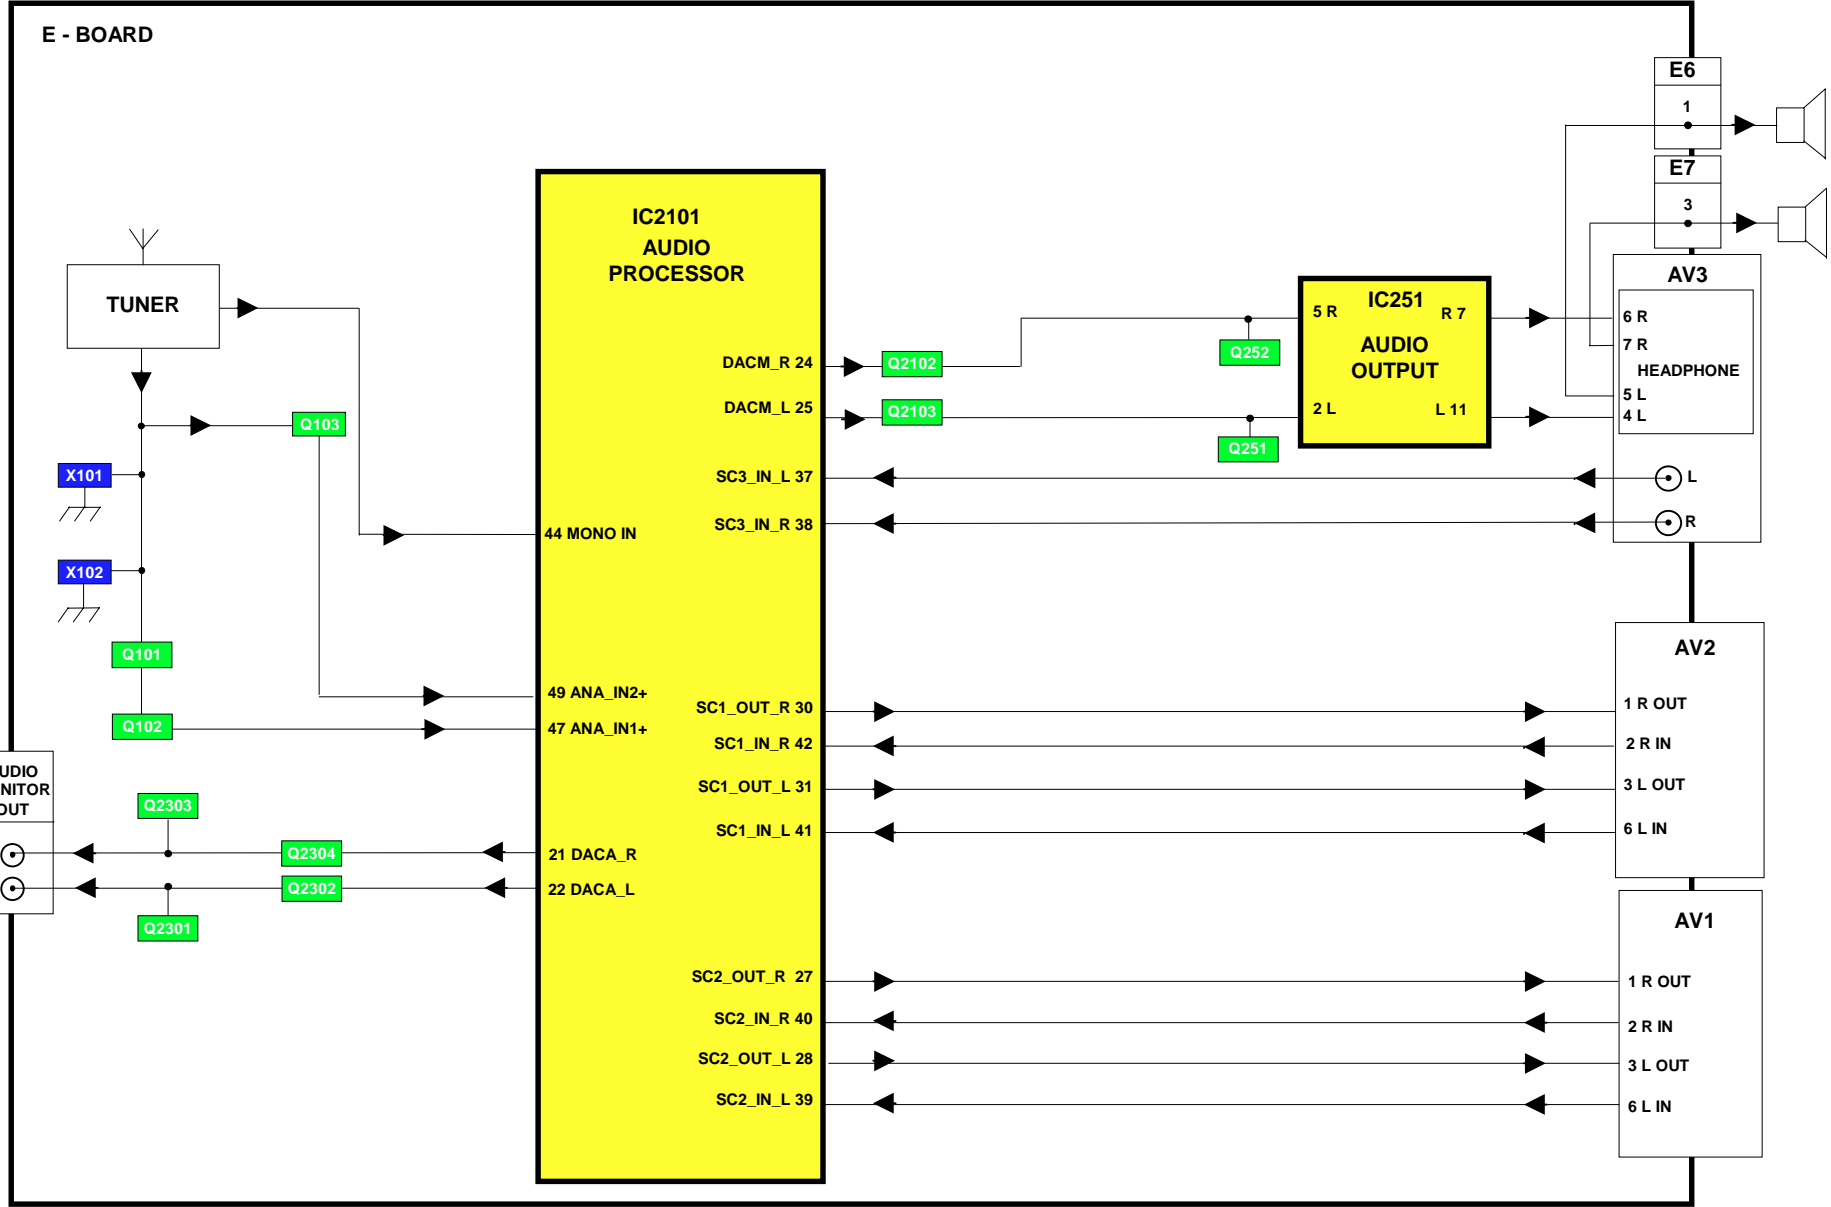 E - BOARD
E6
1
E7
3
IC2101
AUDIO
PROCESSOR
TUNER
AV3
6 R
7 R
HEADPHONE
5 L
4 L
L
R
IC251
AUDIO
OUTPUT
5 R
R 7
2 L
L 11
Q252
Q251
DACM_R 24
Q2102
DACM_L 25
Q2103
SC3_IN_L 37
SC3_IN_R 38
Q103
X101
X102
Q101
Q102
44 MONO IN
49 ANA_IN2+
47 ANA_IN1+
SC1_OUT_R 30
SC1_IN_R 42
SC1_OUT_L 31
SC1_IN_L 41
AV2
1 R OUT
2 R IN
3 L OUT
6 L IN
UDIO
NITOR
OUT
Q2303
Q2304
Q2302
Q2301
21 DACA_R
22 DACA_L
SC2_OUT_R 27
SC2_IN_R 40
SC2_OUT_L 28
SC2_IN_L 39
AV1
1 R OUT
2 R IN
3 L OUT
6 L IN